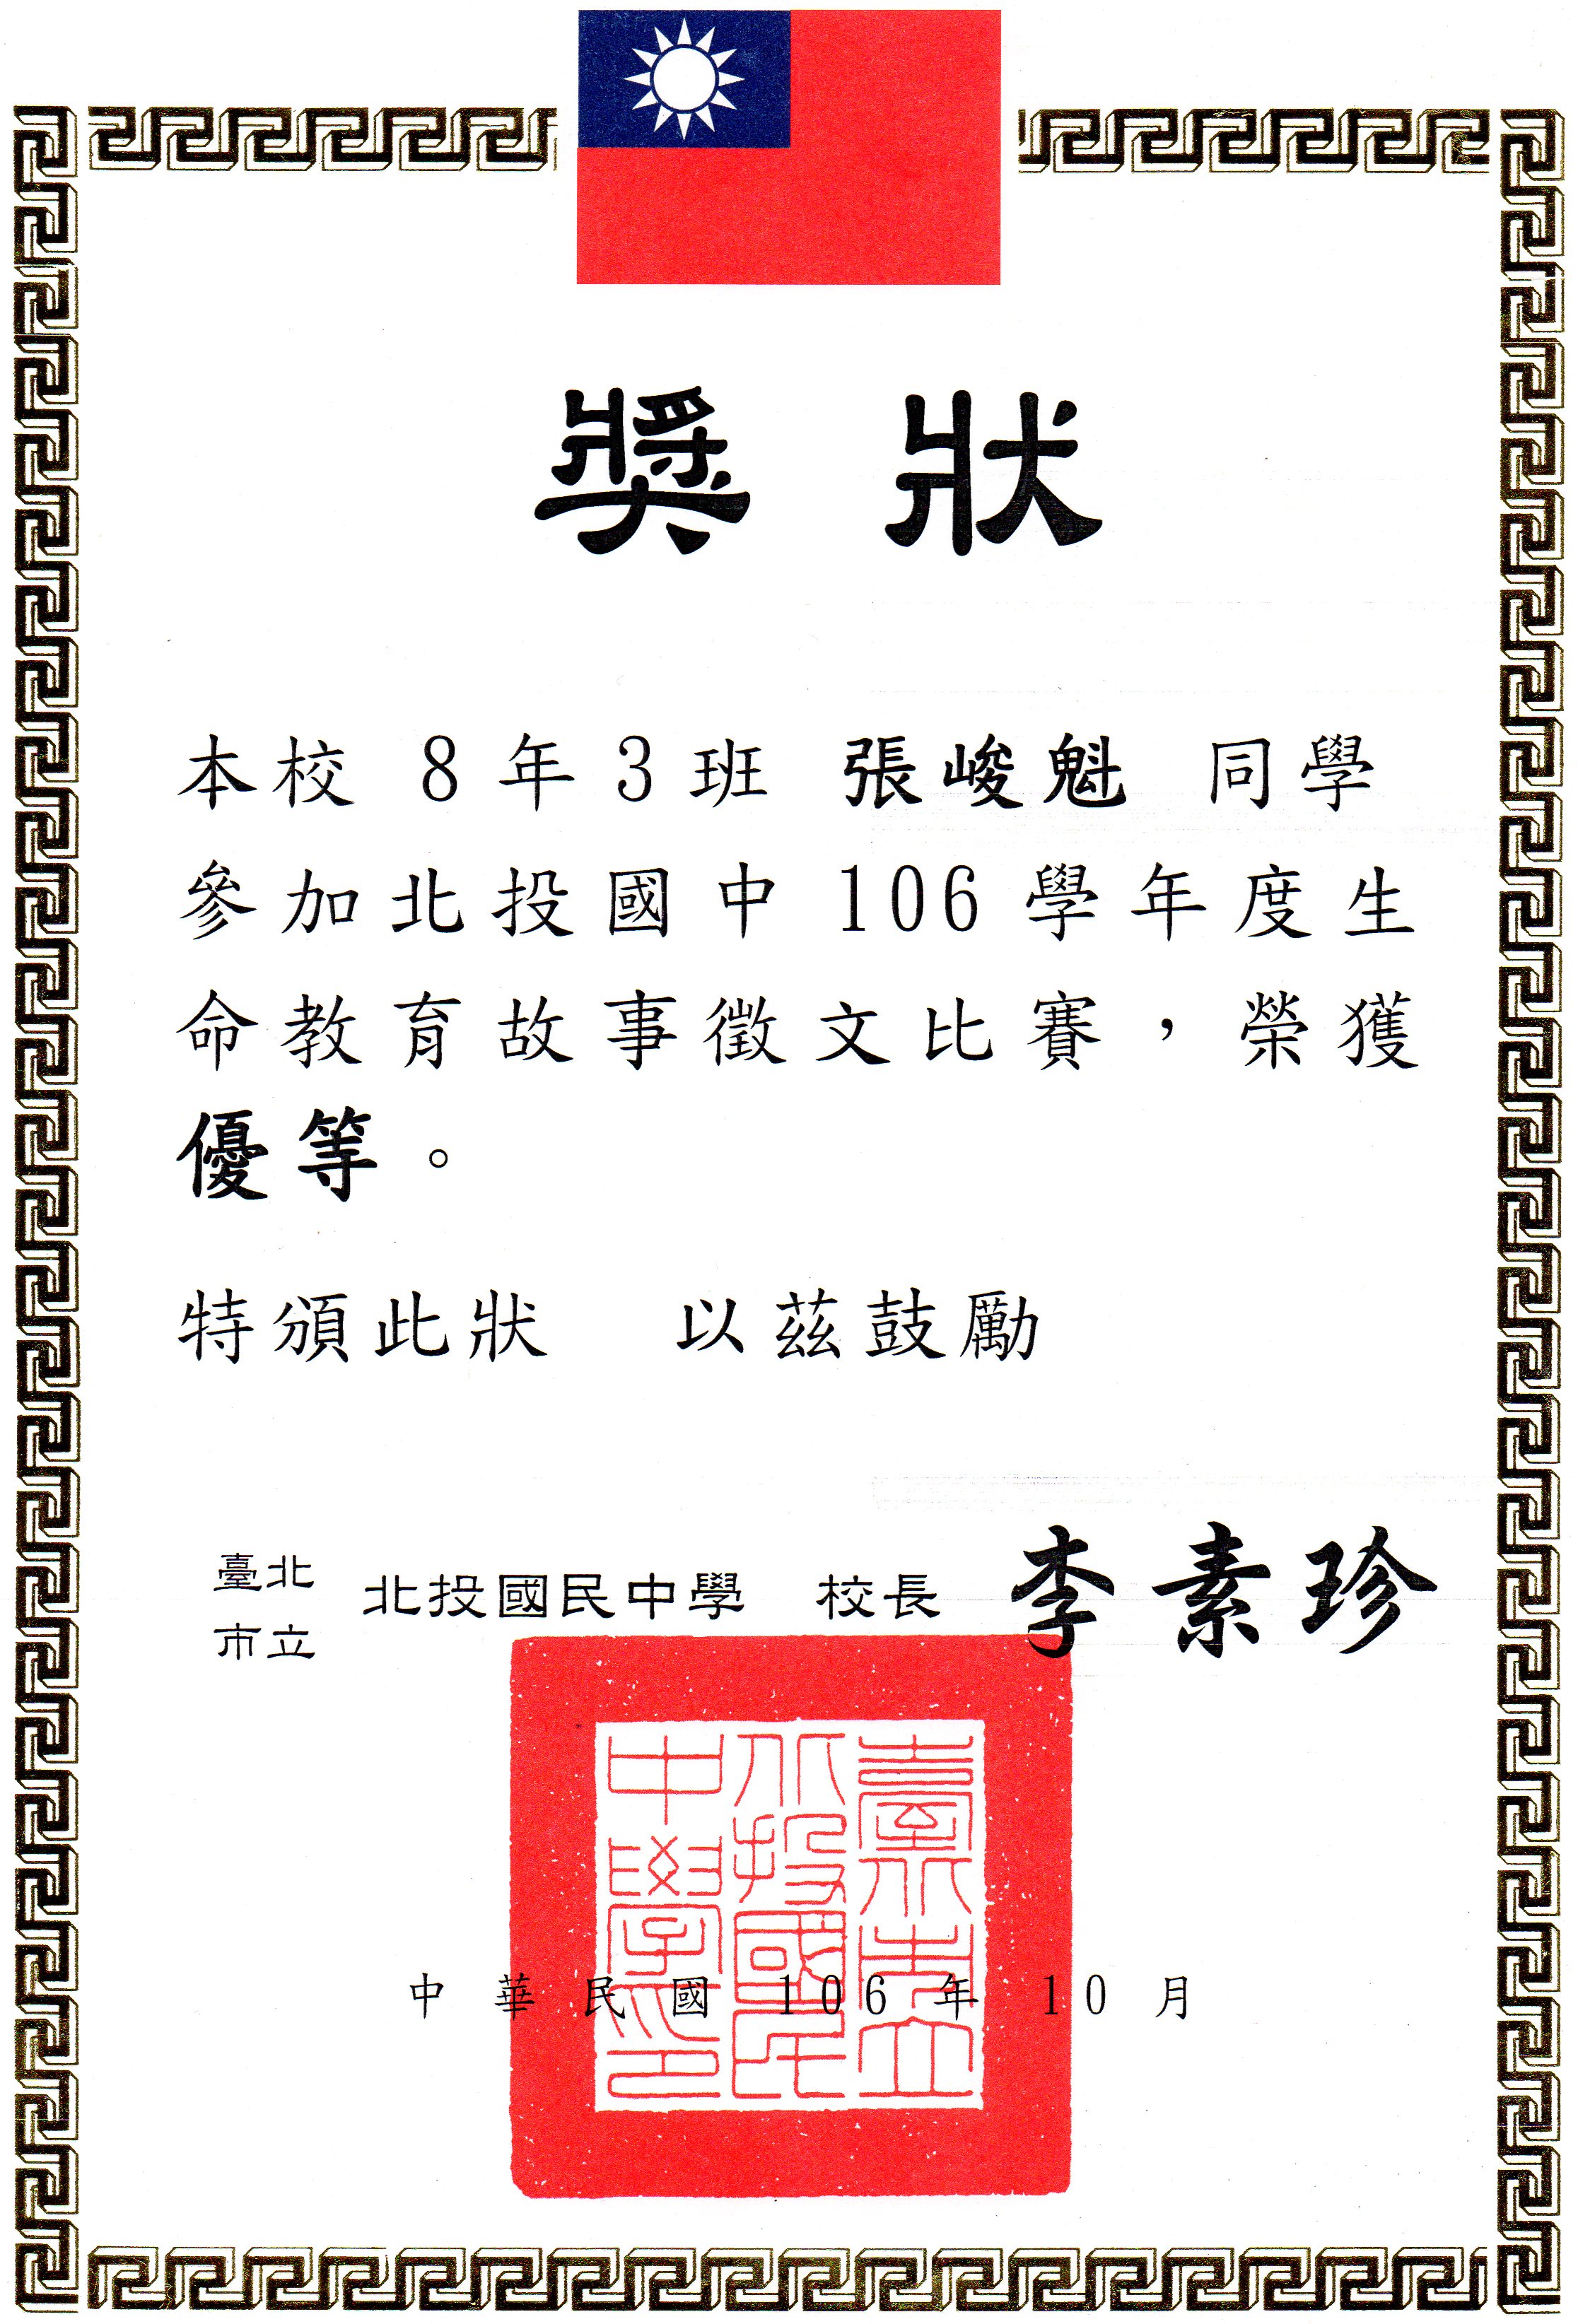 獎狀
本校 8 年 3 班 張峻魁 同學
參加北投國中 106 學年度生
命教育故事徵文比賽，榮獲
優等。
特頒此狀 以茲鼓勵
臺北市立 北投國民中學 校長 李素珍
臺北市立
北投國民
中學印
中華民國 106 年 10 月